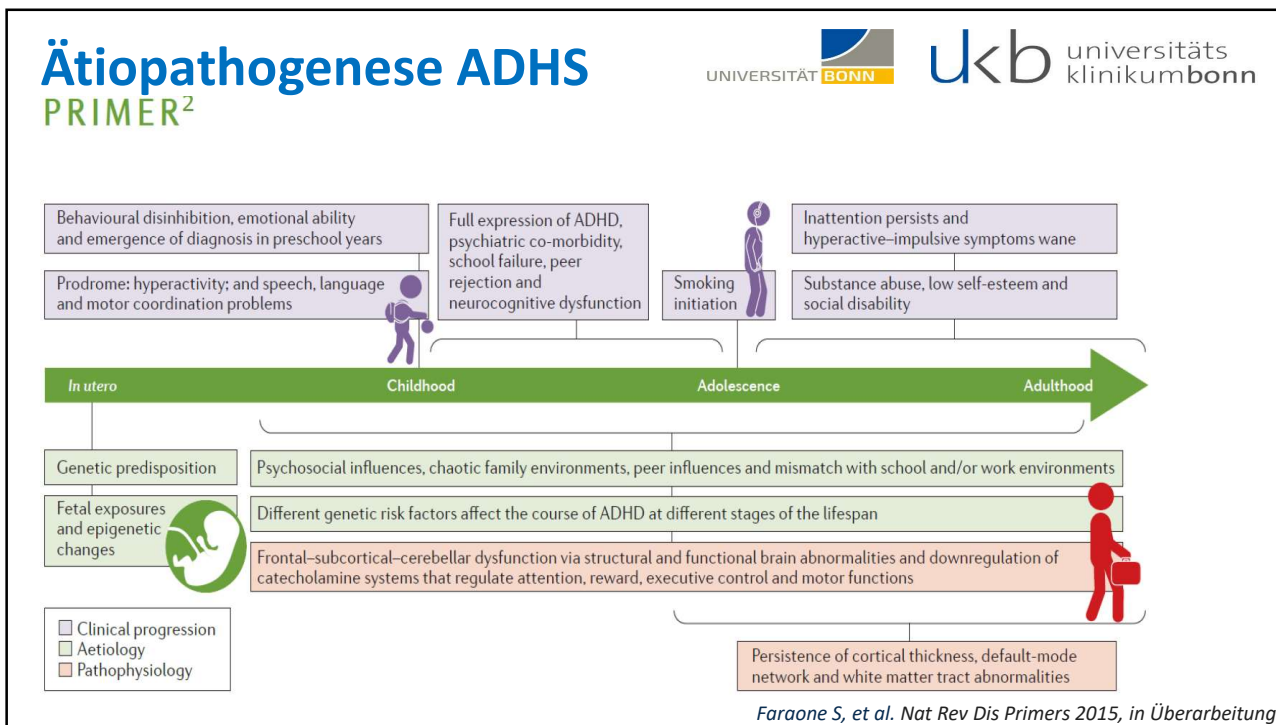 Ätiopathogenese ADHS
PRIMER²
UNIVERSITÄT BONN
ukb universitäts
klinikumbonn
Behavioural disinhibition, emotional ability
and emergence of diagnosis in preschool years
Prodrome: hyperactivity; and speech, language
and motor coordination problems
Full expression of ADHD,
psychiatric co-morbidity,
school failure, peer
rejection and
neurocognitive dysfunction
Smoking
initiation
Inattention persists and
hyperactive–impulsive symptoms wane
Substance abuse, low self-esteem and
social disability
In utero
Childhood
Adolescence
Adulthood
Genetic predisposition
Fetal exposures
and epigenetic
changes
Psychosocial influences, chaotic family environments, peer influences and mismatch with school and/or work environments
Different genetic risk factors affect the course of ADHD at different stages of the lifespan
Frontal–subcortical–cerebellar dysfunction via structural and functional brain abnormalities and downregulation of
catecholamine systems that regulate attention, reward, executive control and motor functions
Clinical progression
Aetiology
Pathophysiology
Persistence of cortical thickness, default-mode
network and white matter tract abnormalities
Faraone S, et al. Nat Rev Dis Primers 2015, in Überarbeitung